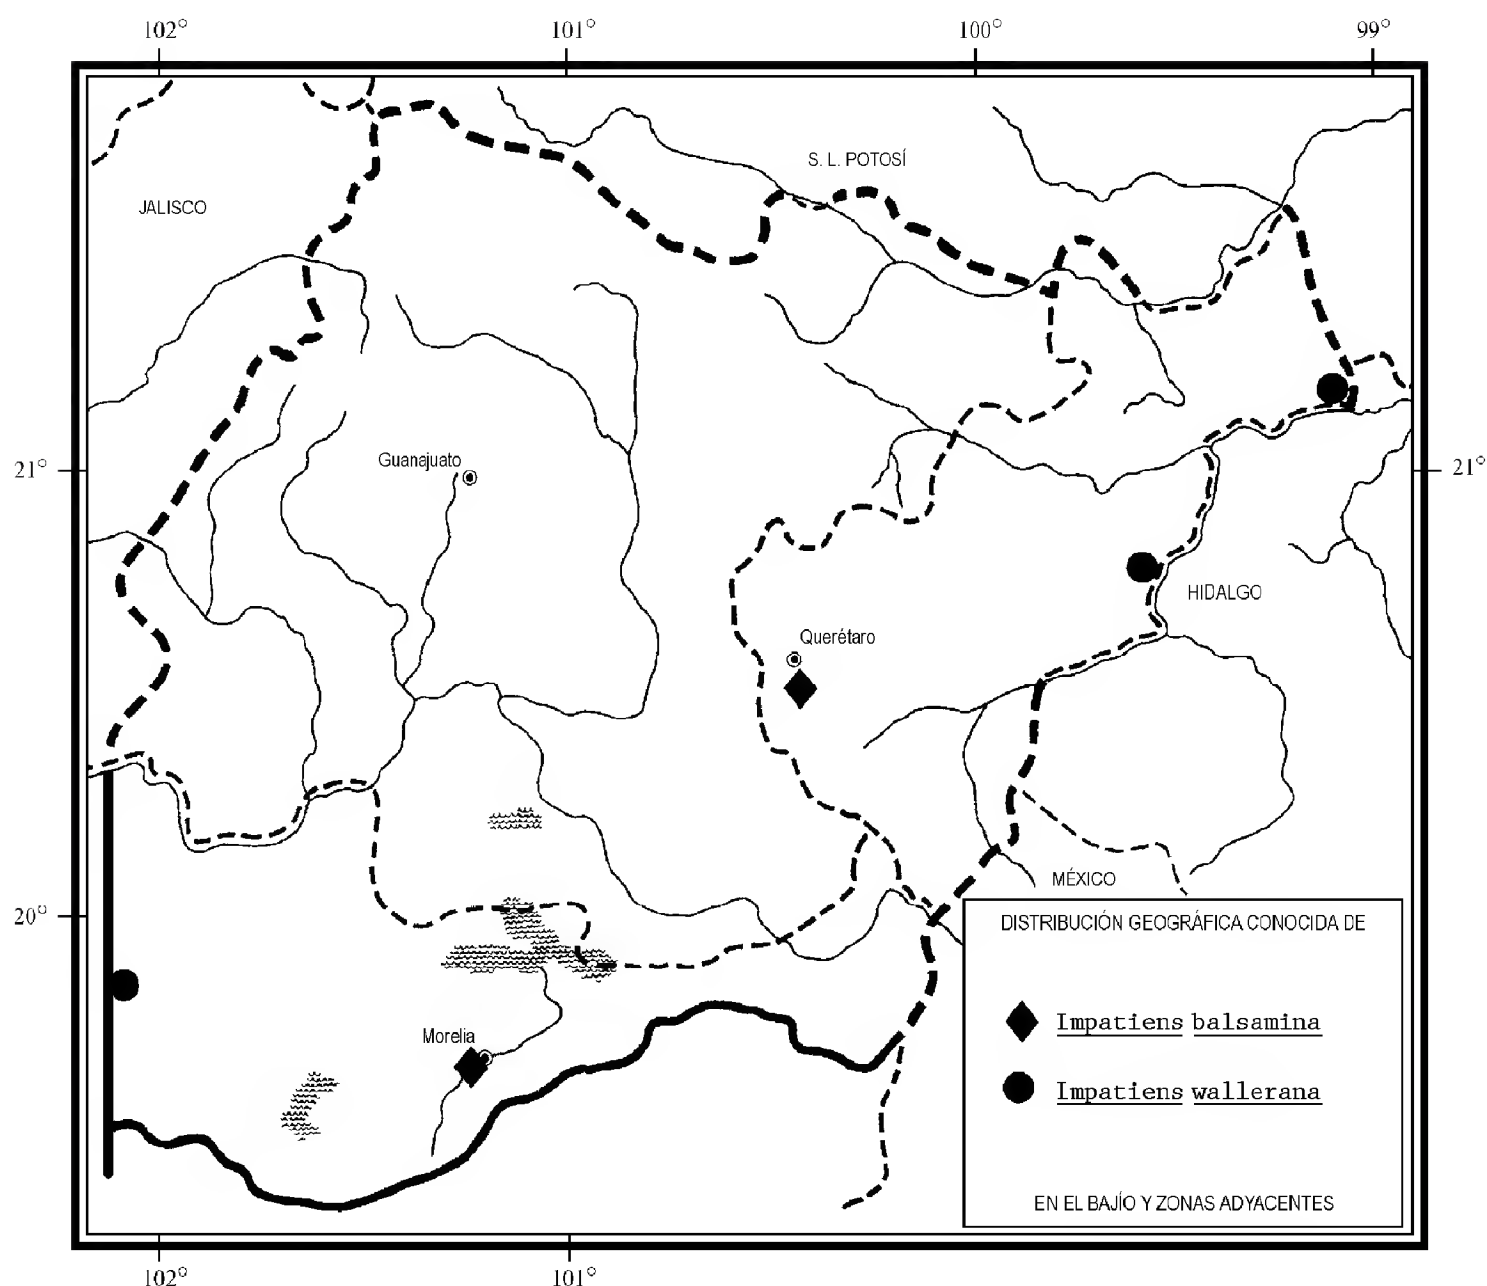 102° 101° 100° 99°
S. L. POTOSÍ
JALISCO
Guanajuato
21° 21°
HIDALGO
Querétaro
MÉXICO
20°
DISTRIBUCIÓN GEOGRÁFICA CONOCIDA DE
Impatiens balsamina
Morelia
Impatiens wallerana
EN EL BAJÍO Y ZONAS ADYACENTES
102° 101°